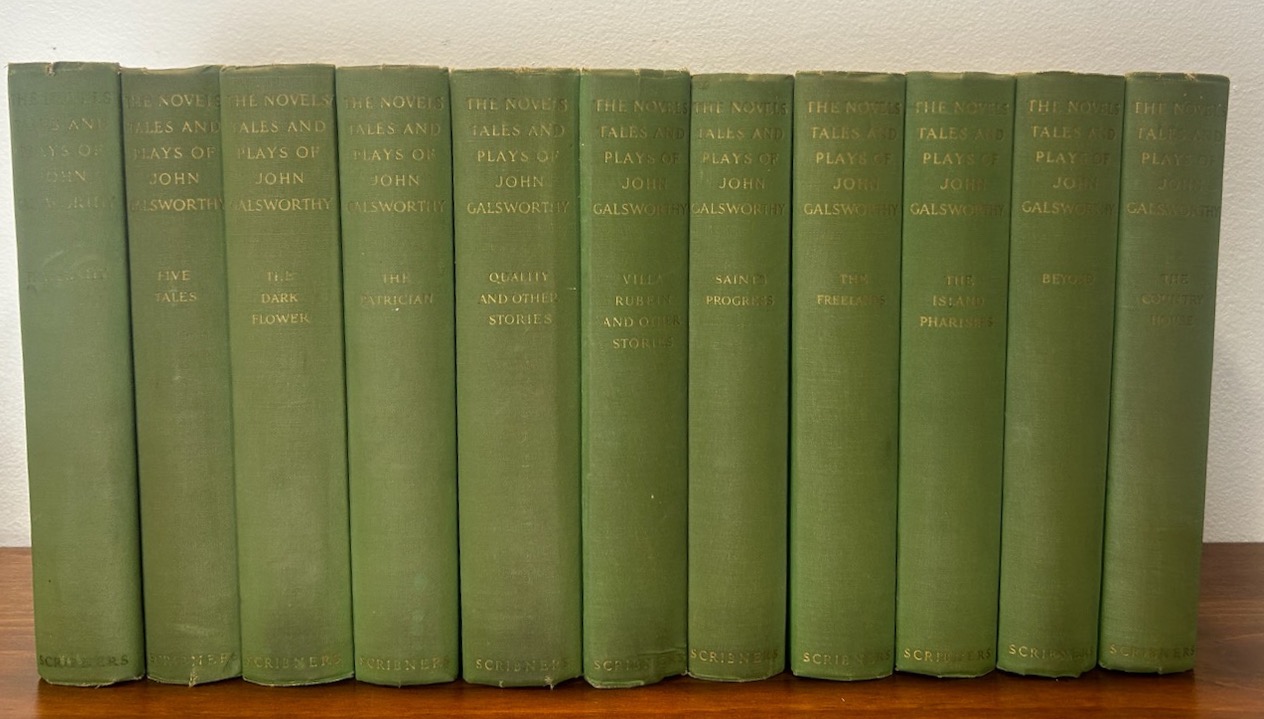 THE NOVELS
AND
PLAYS OF
JOHN
SCRIBNERS
THE NOVELS
TALES AND
PLAYS OF
JOHN
GALSWORTHY
FIVE
TALES
SCRIBNERS
THE NOVELS
TALES AND
PLAYS OF
JOHN
GALSWORTHY
THE
DARK
FLOWER
SCRIBNERS
THE NOVELS
TALES AND
PLAYS OF
JOHN
GALSWORTHY
THE
PATRICIAN
SCRIBNERS
THE NOVELS
TALES AND
PLAYS OF
JOHN
GALSWORTHY
QUALITY
AND OTHER
STORIES
SCRIBNERS
THE NOVELS
TALES AND
PLAYS OF
JOHN
GALSWORTHY
VILLA
RUBEIN
AND OTHER
STORIES
SCRIBNERS
THE NOVELS
TALES AND
PLAYS OF
JOHN
GALSWORTHY
SAINT'S
PROGRESS
SCRIBNERS
THE NOVELS
TALES AND
PLAYS OF
JOHN
GALSWORTHY
THE
FREELANDS
SCRIBNERS
THE NOVELS
TALES AND
PLAYS OF
JOHN
GALSWORTHY
THE
ISLAND
PHARISEES
SCRIBNERS
THE NOVELS
TALES AND
PLAYS OF
JOHN
GALSWORTHY
BEYOND
SCRIBNERS
THE NOVELS
TALES AND
PLAYS OF
JOHN
GALSWORTHY
THE
COUNTRY
HOUSE
SCRIBNERS